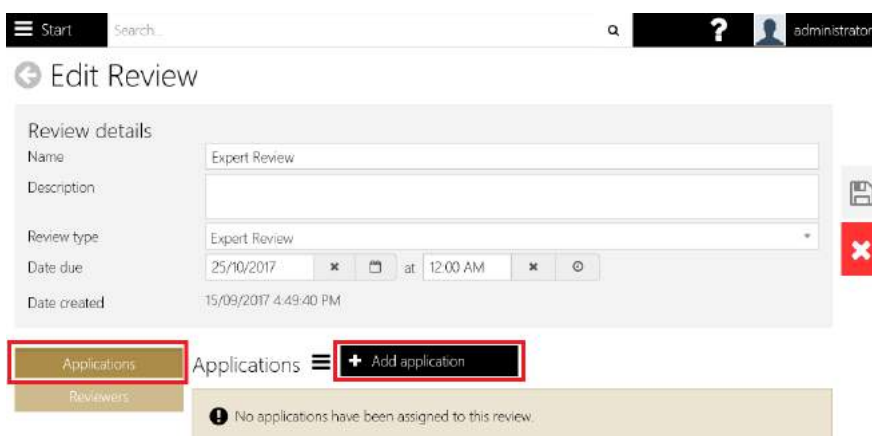 Start Search... ? administrator
Edit Review
Review details
Name Expert Review
Description
Review type Expert Review
Date due 25/10/2017 at 12:00 AM
Date created 15/09/2017 4:49:40 PM
Applications Applications + Add application
Reviewers
No applications have been assigned to this review.